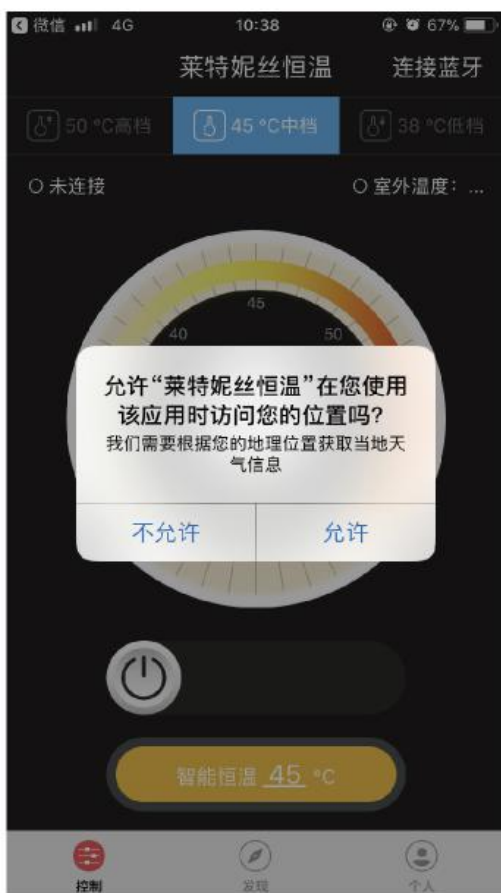 微信 4G 10:38 67%
莱特妮丝恒温 连接蓝牙
50 °C高档 45 °C中档 38 °C低档
未连接 室外温度：...
45
40 50
允许“莱特妮丝恒温”在您使用
该应用时访问您的位置吗？
我们需要根据您的地理位置获取当地天
气信息
不允许 允许
智能恒温 45 °C
控制 发现 个人